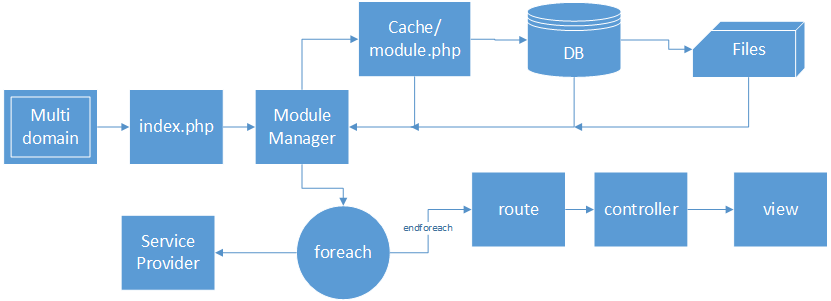 Cache/
module.php
DB
Files
Multi
domain
index.php
Module
Manager
route
controller
view
endforeach
Service
Provider
foreach